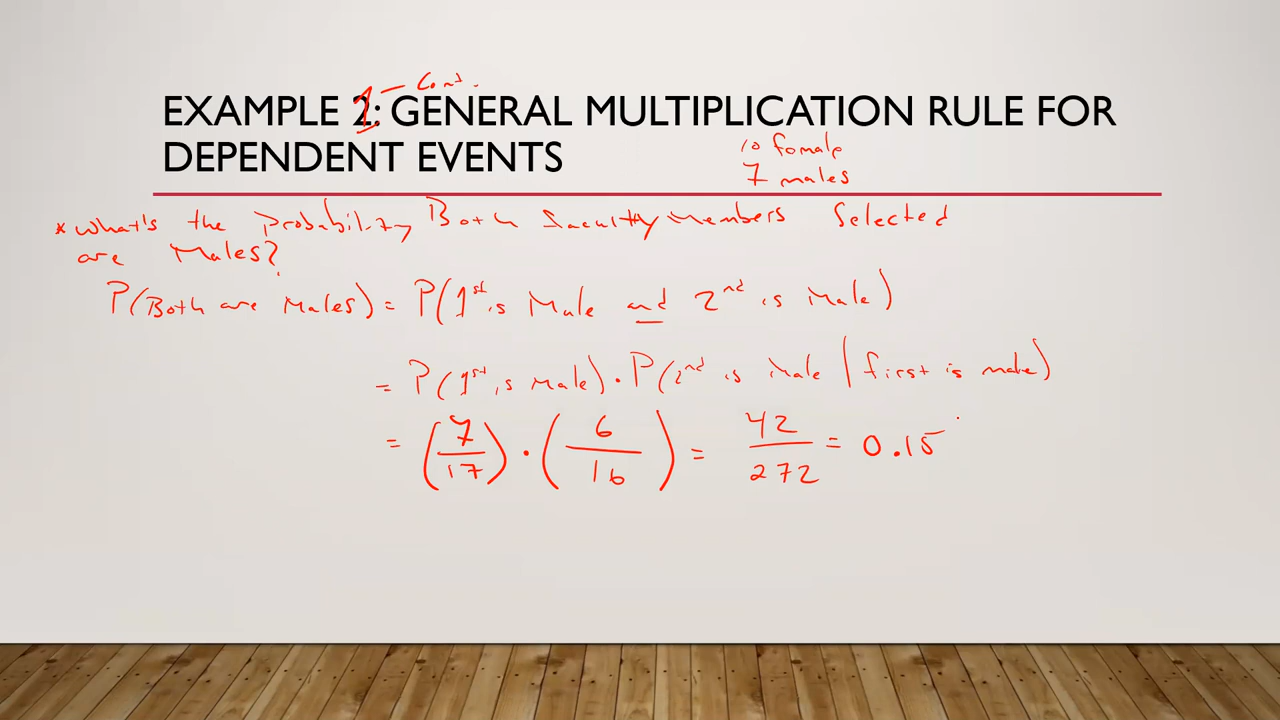 1 - Cont.
EXAMPLE 2: GENERAL MULTIPLICATION RULE FOR
DEPENDENT EVENTS
10 female
7 males
*What's the Probability Both faculty Members Selected
are Males?
P(Both are Males) = P(1st is Male and 2nd is Male)
= P(1st is Male) · P(2nd is Male | first is male)
= (7/17) · (6/16) = 42/272 = 0.15